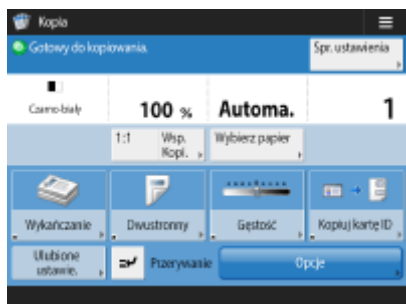 Kopia
Gotowy do kopiowania.
Spr. ustawienia
Czarno-biały
100 %
Automa.
1
1:1
Wsp.
Kopi.
Wybierz papier
Wykańczanie
Dwustronny
Gęstość
Kopiuj kartę ID
Ulubione
ustawie.
Przerywanie
Opcje